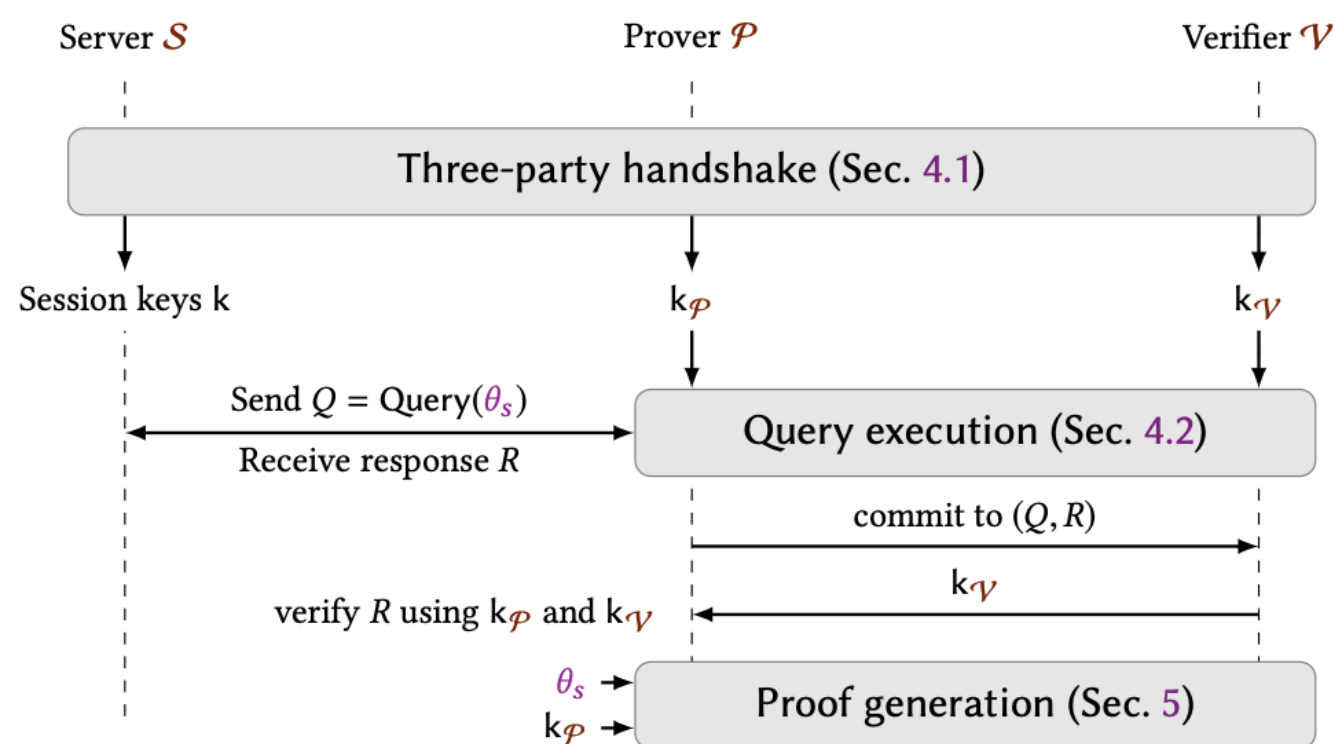 Server 𝒮
Prover 𝒫
Verifier 𝒱
Three-party handshake (Sec. 4.1)
Session keys k
k𝒫
k𝒱
Send Q = Query(θs)
Receive response R
Query execution (Sec. 4.2)
commit to (Q, R)
k𝒱
verify R using k𝒫 and k𝒱
θs
k𝒫
Proof generation (Sec. 5)